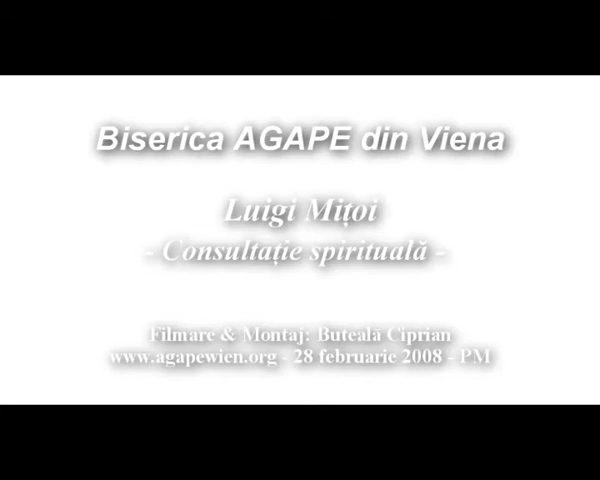 Biserica AGAPE din Viena
Luigi Mițoi
- Consultație spirituală -
Filmare & Montaj: Buteală Ciprian
www.agapewien.org - 28 februarie 2008 - PM